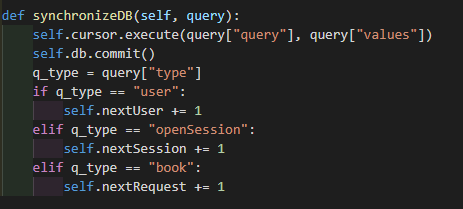 def synchronizeDB(self, query):
    self.cursor.execute(query["query"], query["values"])
    self.db.commit()
    q_type = query["type"]
    if q_type == "user":
        self.nextUser += 1
    elif q_type == "openSession":
        self.nextSession += 1
    elif q_type == "book":
        self.nextRequest += 1